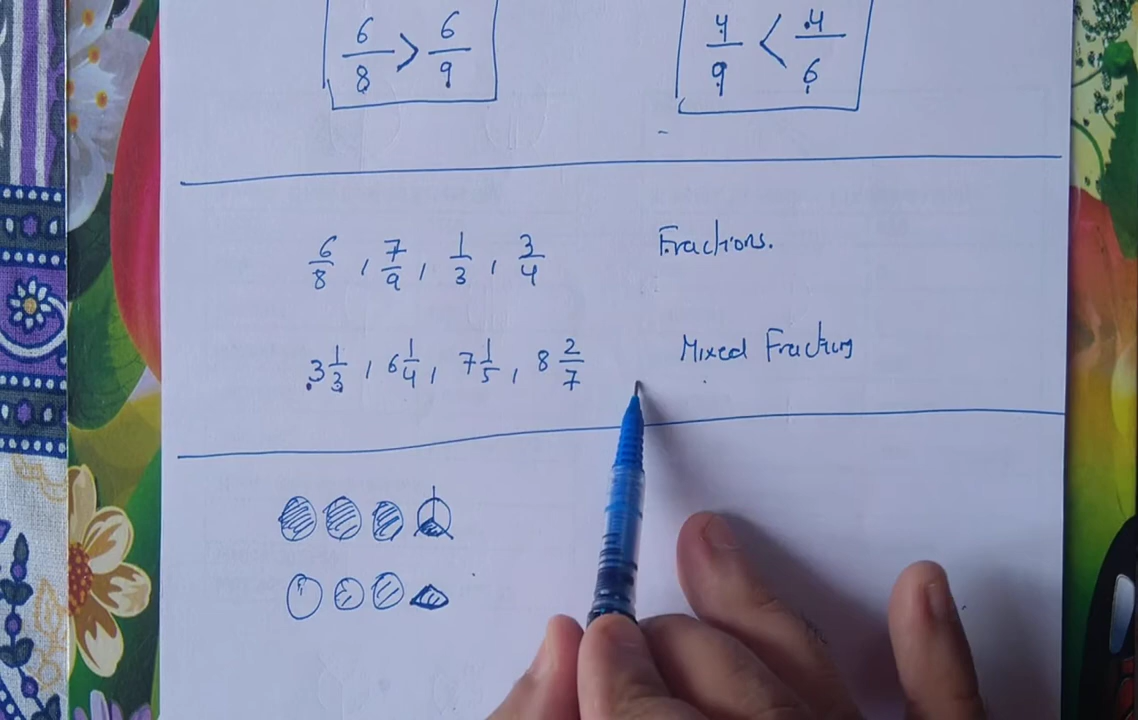 6/8 > 6/9 4/9 < 4/6
6/8, 7/9, 1/3, 3/4 Fractions.
3 1/3, 6 1/4, 7 1/5, 8 2/7 Mixed Fractions